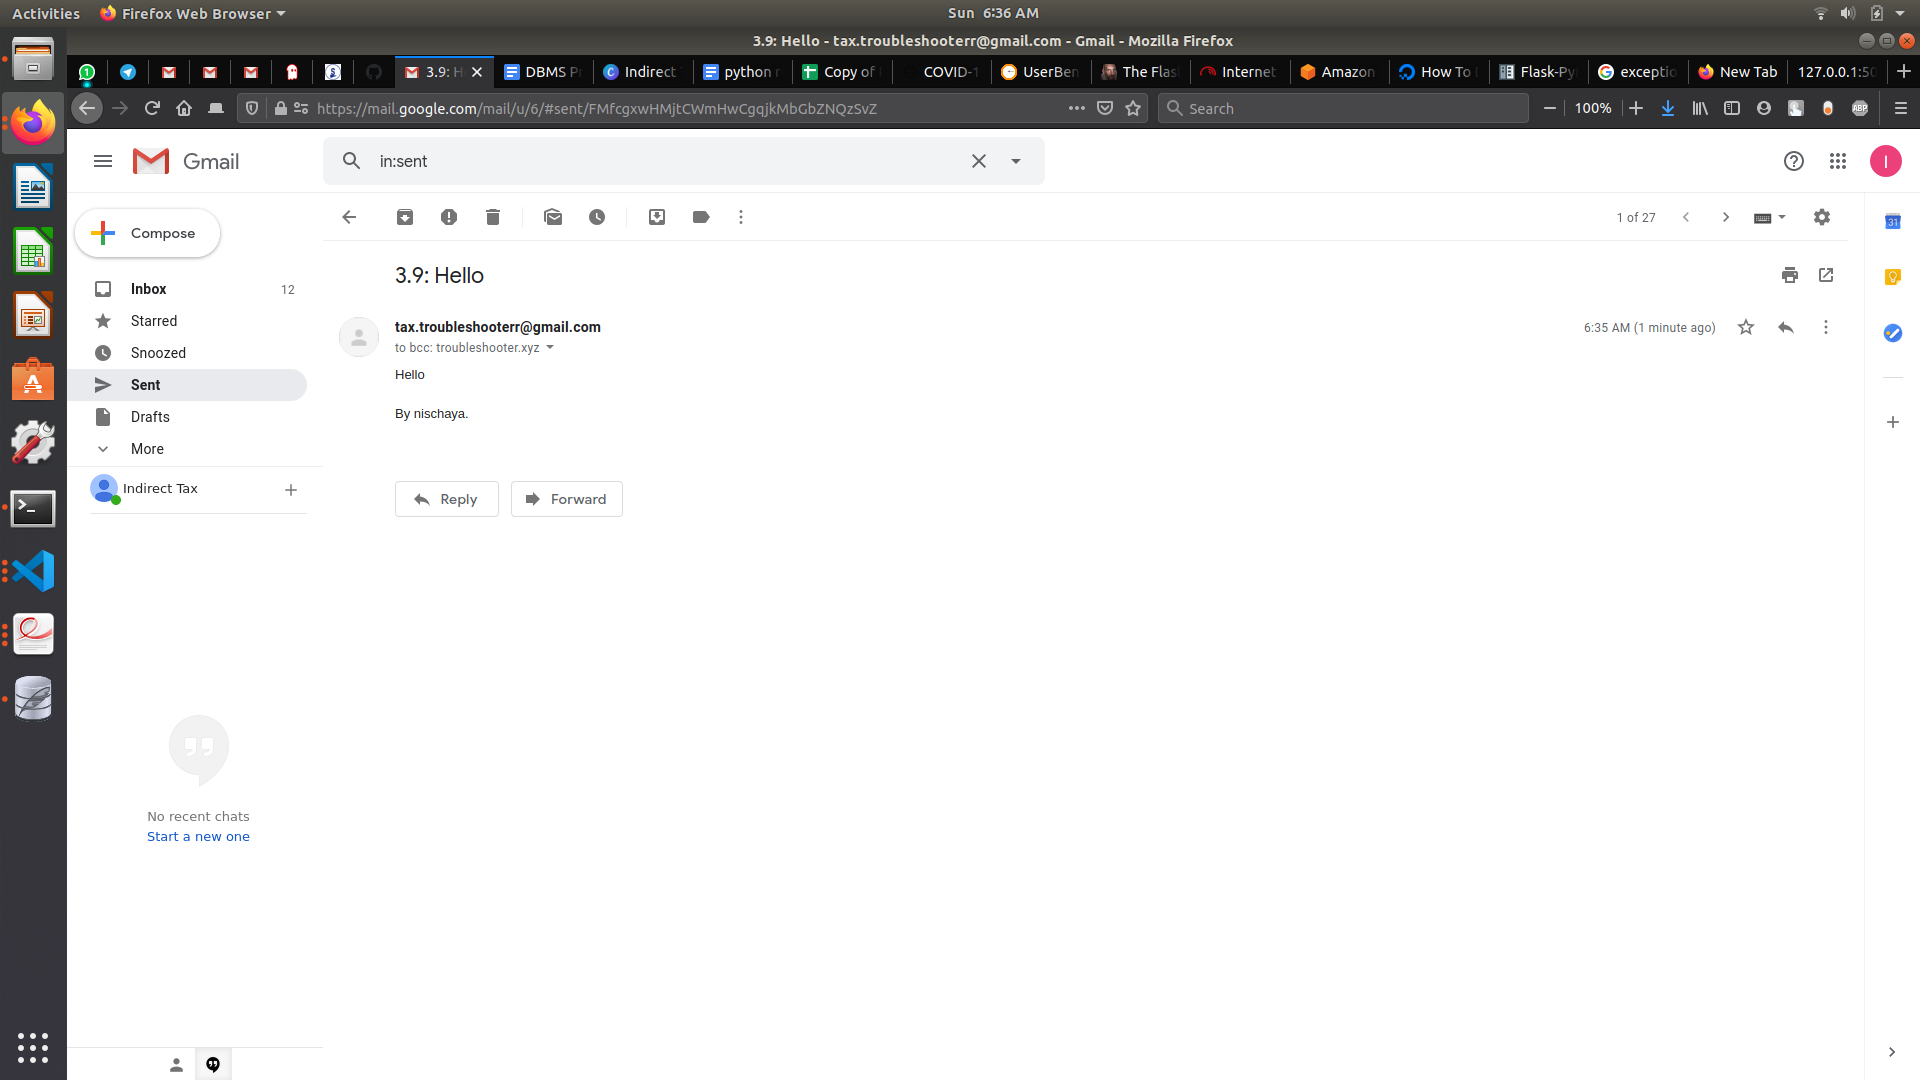 Activities
Firefox Web Browser
Sun 6:36 AM
3.9: Hello - tax.troubleshooterr@gmail.com - Gmail - Mozilla Firefox
1
3.9: H
DBMS P
Indirect
python r
Copy of
COVID-1
UserBen
The Flas
Internet
Amazon
How To
Flask-Py
exceptio
New Tab
127.0.0.1:50
https://mail.google.com/mail/u/6/#sent/FMfcgxwHMjtCWmHwCgqjkMbGbZNQzSvZ
Search
100%
ABP
Gmail
in:sent
I
Compose
1 of 27
31
Inbox
12
Starred
Snoozed
Sent
Drafts
More
Indirect Tax
3.9: Hello
tax.troubleshooterr@gmail.com
6:35 AM (1 minute ago)
to bcc: troubleshooter.xyz
Hello
By nischaya.
Reply
Forward
No recent chats
Start a new one